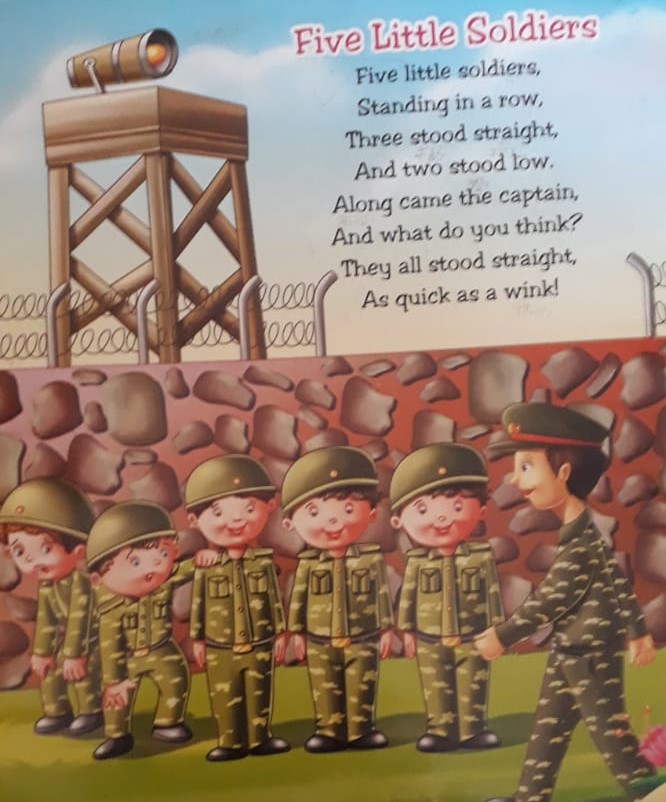 Five Little Soldiers
Five little soldiers,
Standing in a row,
Three stood straight,
And two stood low.
Along came the captain,
And what do you think?
They all stood straight,
As quick as a wink!